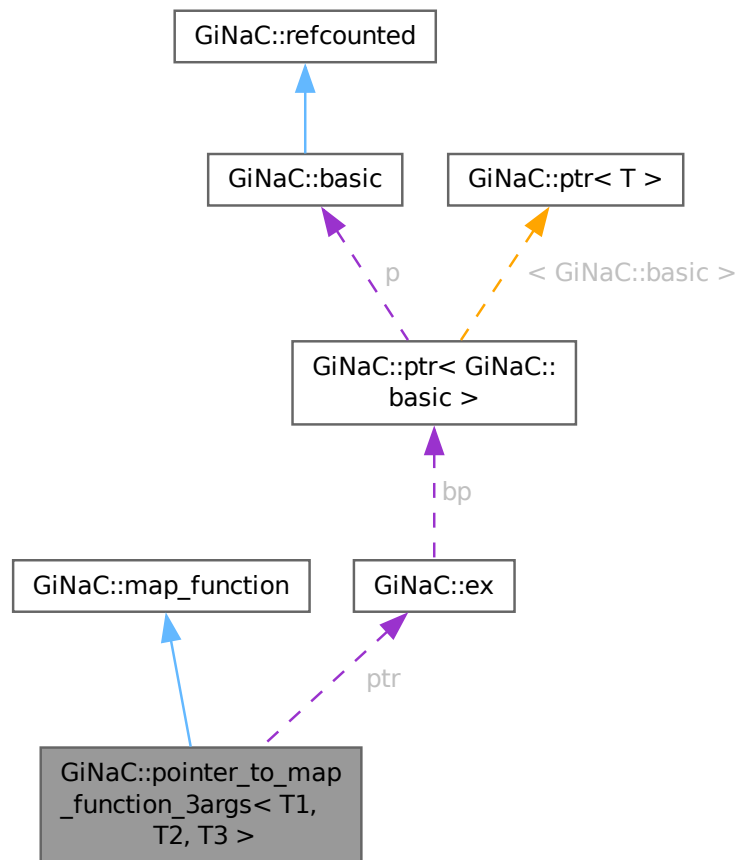 GiNaC::refcounted
GiNaC::basic
GiNaC::ptr< T >
p
< GiNaC::basic >
GiNaC::ptr< GiNaC::
basic >
bp
GiNaC::map_function
GiNaC::ex
ptr
GiNaC::pointer_to_map
_function_3args< T1,
T2, T3 >